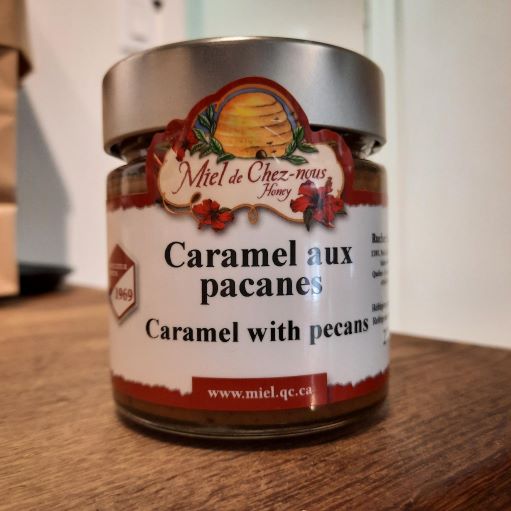 Miel de Chez-nous
Honey
Caramel aux
pacanes
Caramel with pecans
1969
www.miel.qc.ca